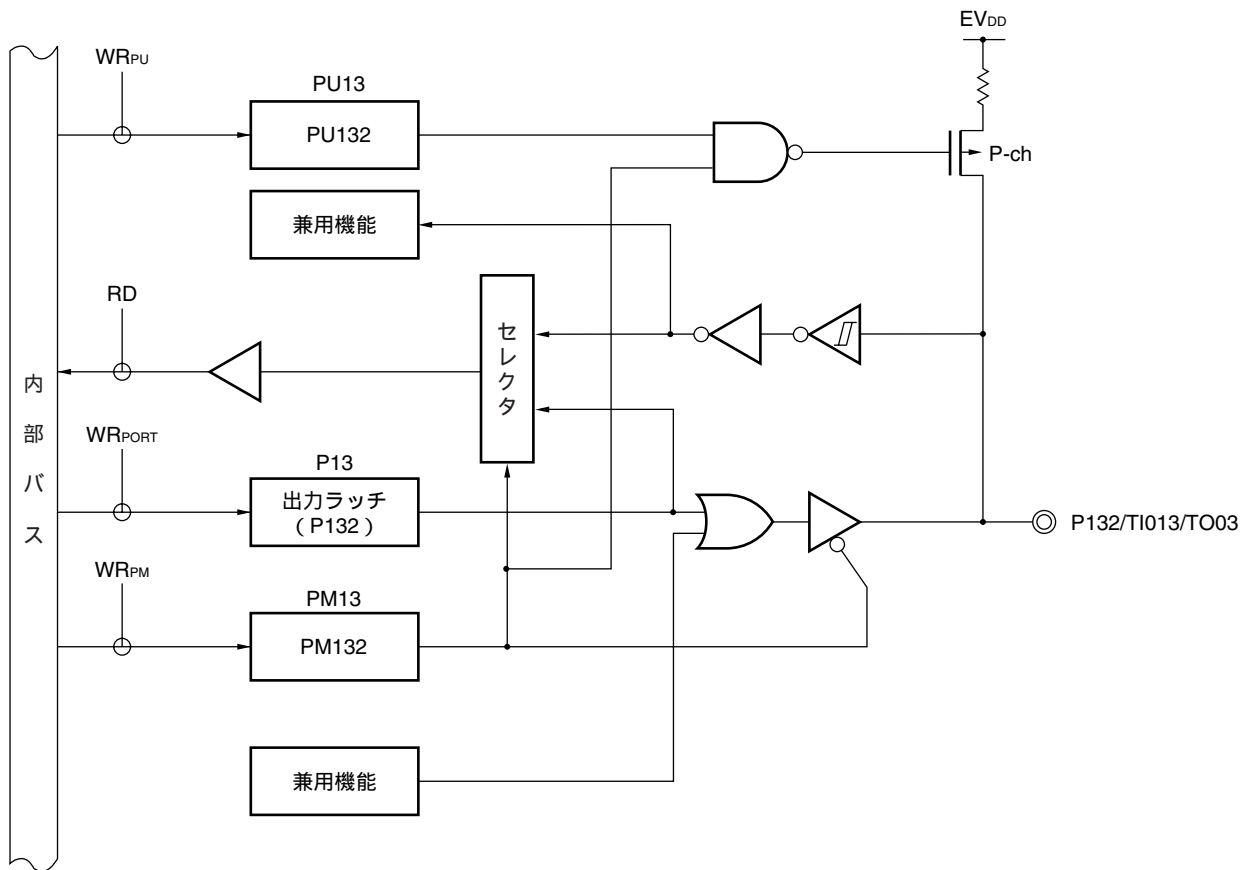 EVDD
WRPU
PU13
PU132
P-ch
兼用機能
RD
セレクタ
内部バス
WRPORT
P13
出力ラッチ
(P132)
P132/TI013/TO03
WRPM
PM13
PM132
兼用機能